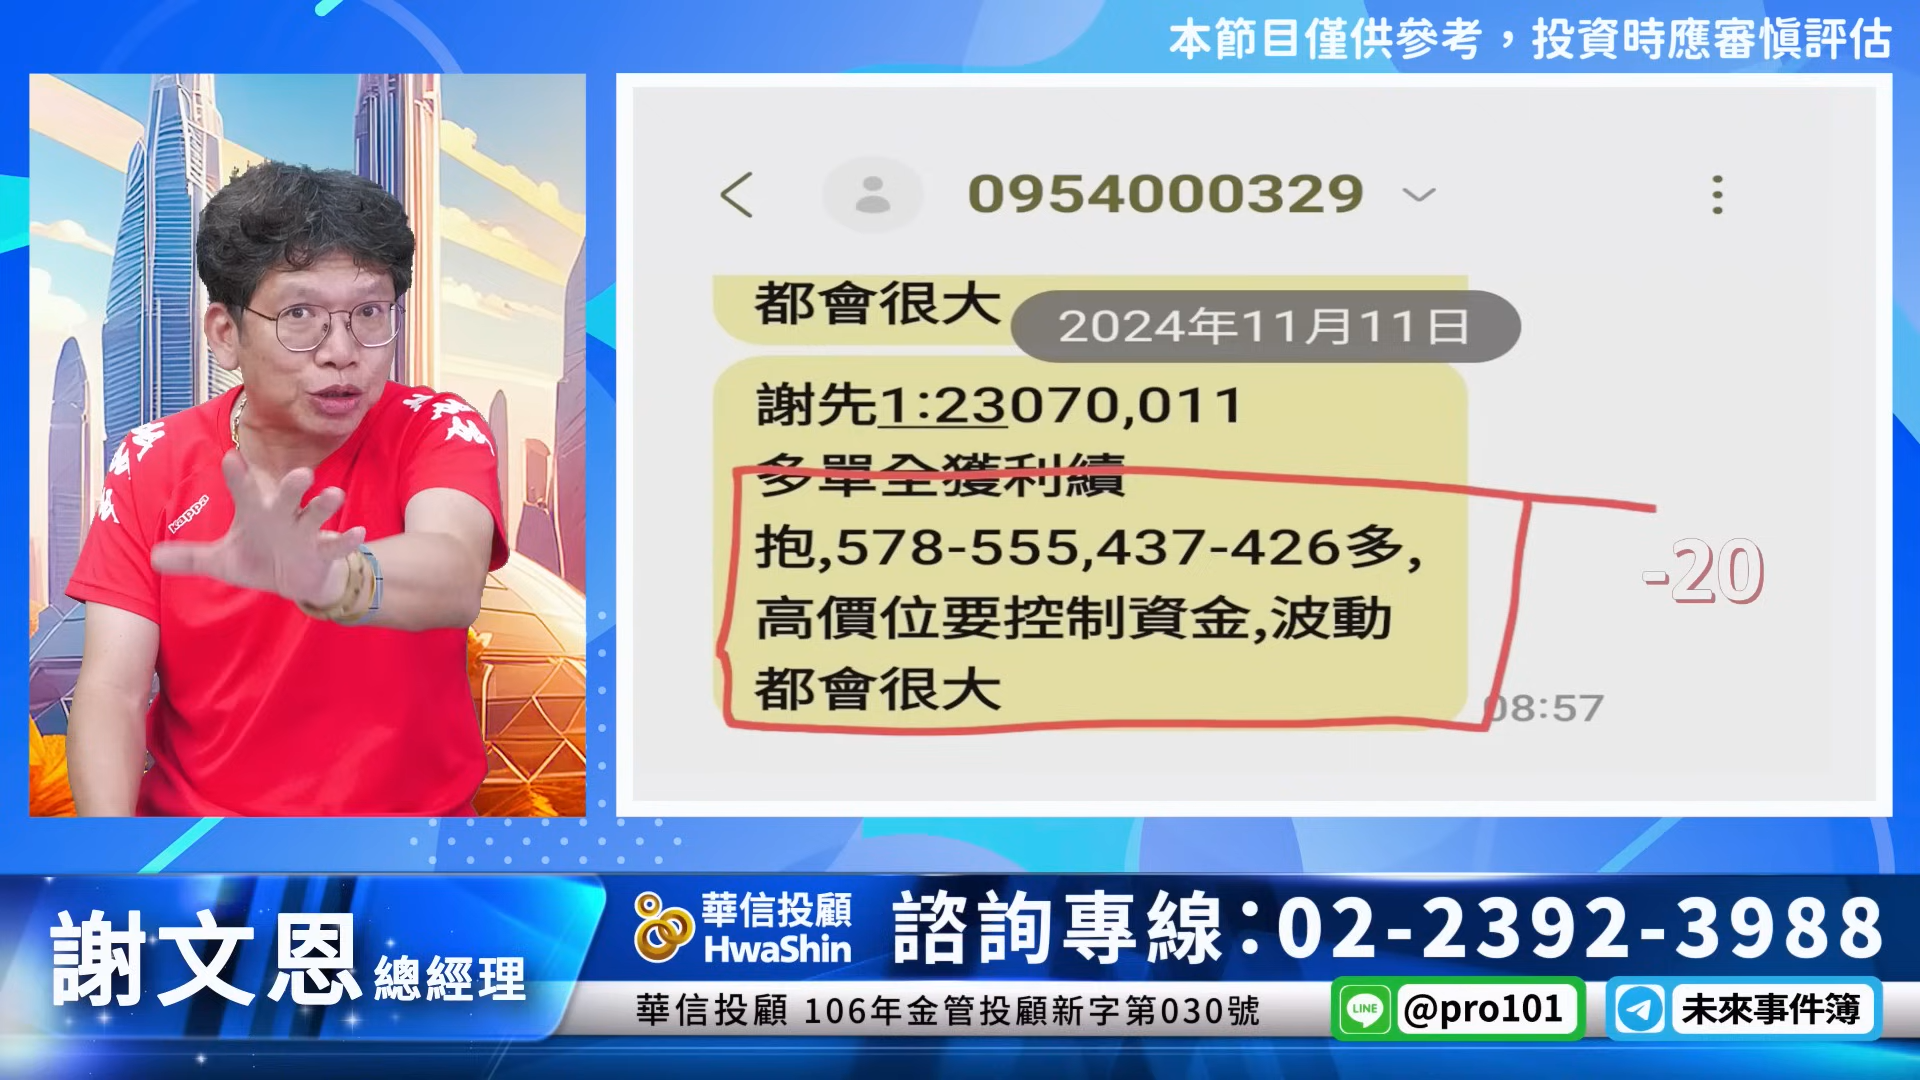 本節目僅供參考，投資時應審慎評估
0954000329
都會很大
2024年11月11日
謝先1:23070,011
多單全獲利續
抱,578-555,437-426多,
高價位要控制資金,波動
都會很大
08:57
-20
kappa
謝文恩 總經理
華信投顧
HwaShin
諮詢專線:02-2392-3988
華信投顧 106年金管投顧新字第030號
LINE
@pro101
未來事件簿